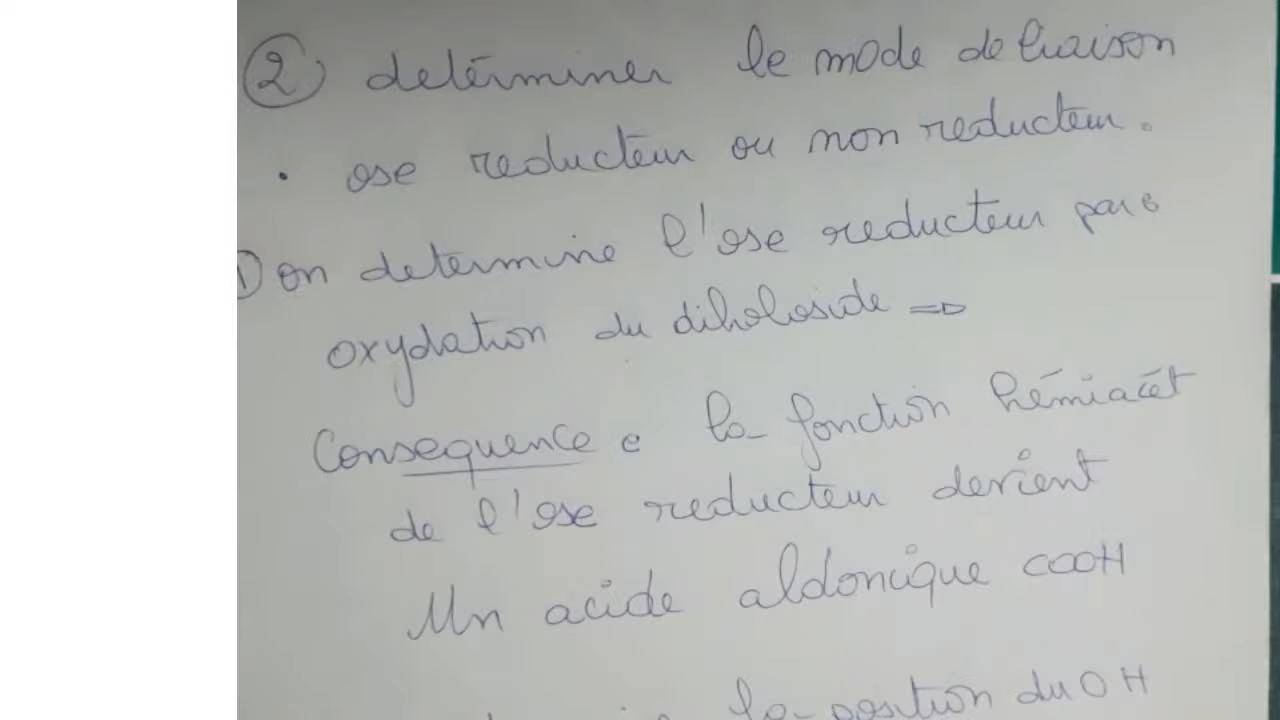 ② determiner le mode de liaison
• ose reducteur ou non reducteur.
1) on determine l'ose reducteur par :
oxydation du diholoside =>
Consequence : la fonction hémiacét
de l'ose reducteur devient
Un acide aldonique COOH
la position du OH